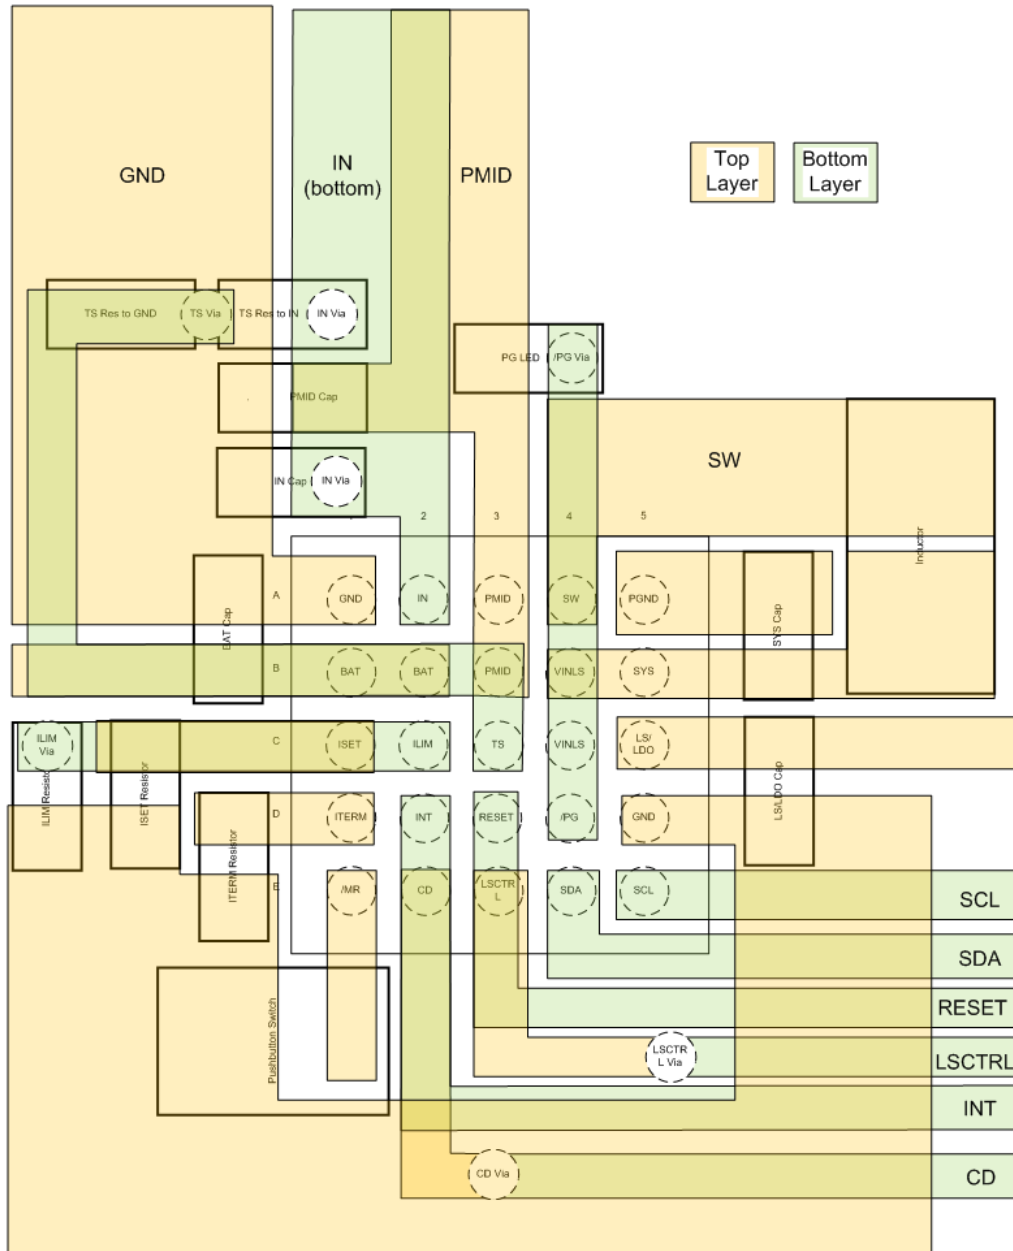 Top
Layer
Bottom
Layer
GND
IN
(bottom)
PMID
TS Res to GND
TS Via
TS Res to IN
IN Via
PG LED
/PG Via
PMID Cap
SW
IN Cap
IN Via
2
3
4
5
Inductor
A
GND
IN
PMID
SW
PGND
BAT Cap
SYS Cap
B
BAT
BAT
PMID
VINLS
SYS
ILIM
Via
C
ISET
ILIM
TS
VINLS
LS/
LDO
ILIM Resistor
ISET Resistor
LS/LDO Cap
D
ITERM
INT
RESET
/PG
GND
ITERM Resistor
E
/MR
CD
LSCTR
L
SDA
SCL
SCL
SDA
Pushbutton Switch
RESET
LSCTR
L Via
LSCTRL
INT
CD Via
CD